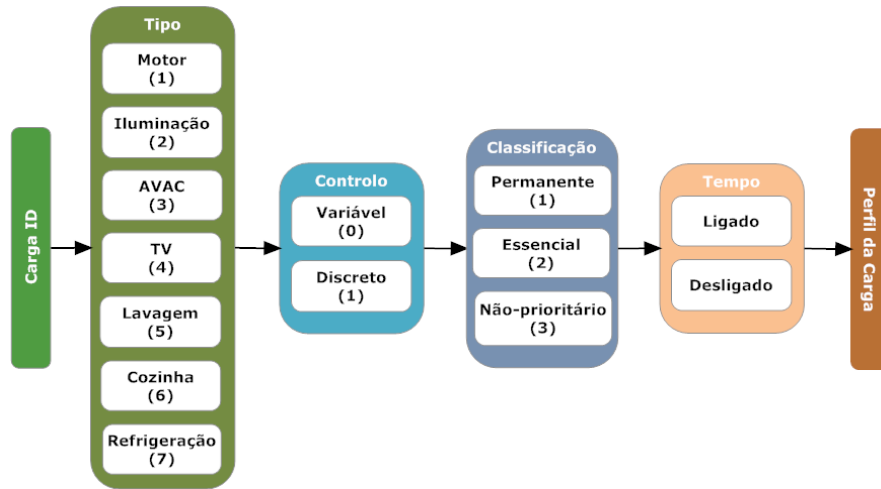 Carga ID
Tipo
Motor
(1)
Iluminação
(2)
AVAC
(3)
TV
(4)
Lavagem
(5)
Cozinha
(6)
Refrigeração
(7)
Controlo
Variável
(0)
Discreto
(1)
Classificação
Permanente
(1)
Essencial
(2)
Não-prioritário
(3)
Tempo
Ligado
Desligado
Perfil da Carga